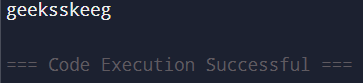 geeksskeeg
=== Code Execution Successful ===